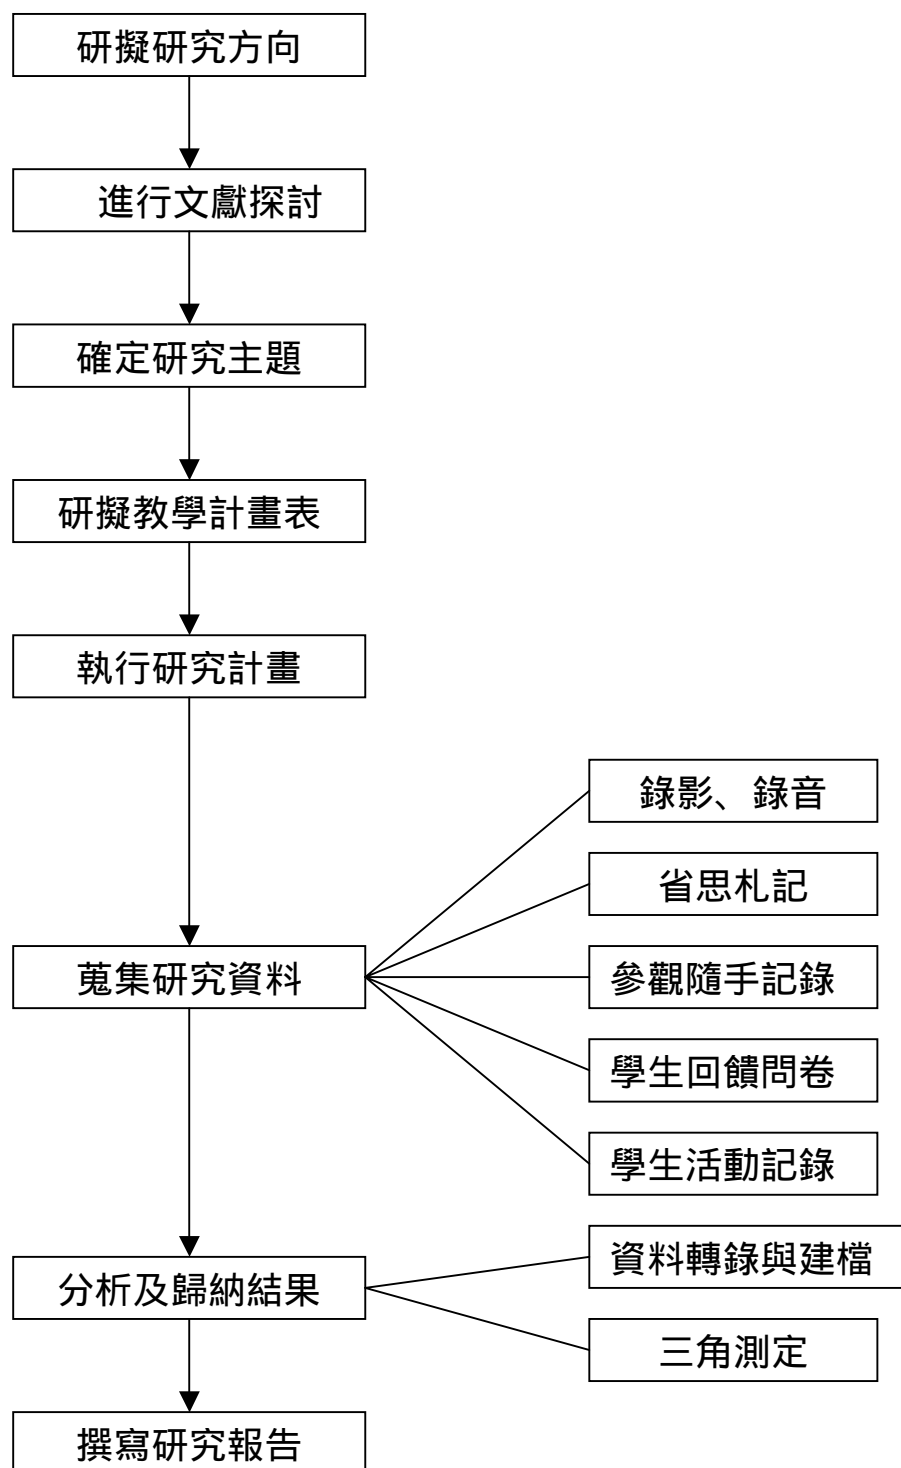 研擬研究方向
進行文獻探討
確定研究主題
研擬教學計畫表
執行研究計畫
錄影、錄音
省思札記
蒐集研究資料
參觀隨手記錄
學生回饋問卷
學生活動記錄
資料轉錄與建檔
分析及歸納結果
三角測定
撰寫研究報告